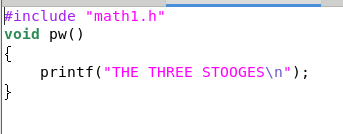 #include "math1.h"
void pw()
{
    printf("THE THREE STOOGES\n");
}